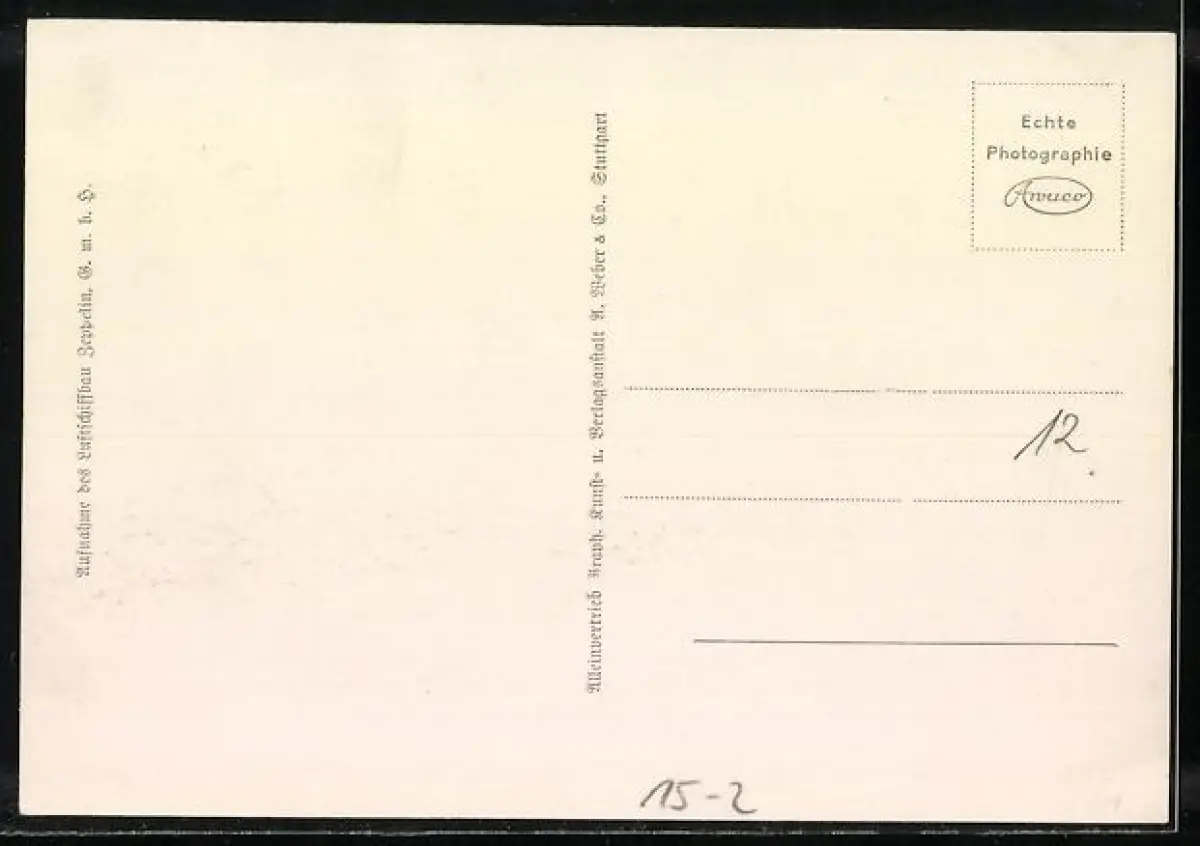 Aufnahme des Luftschiffbau Zeppelin, G. m. b. H.
Alleinvertrieb Graph. Kunst- u. Verlagsanstalt A. Weber & Co., Stuttgart
Echte
Photographie
Awuco
12
15-2